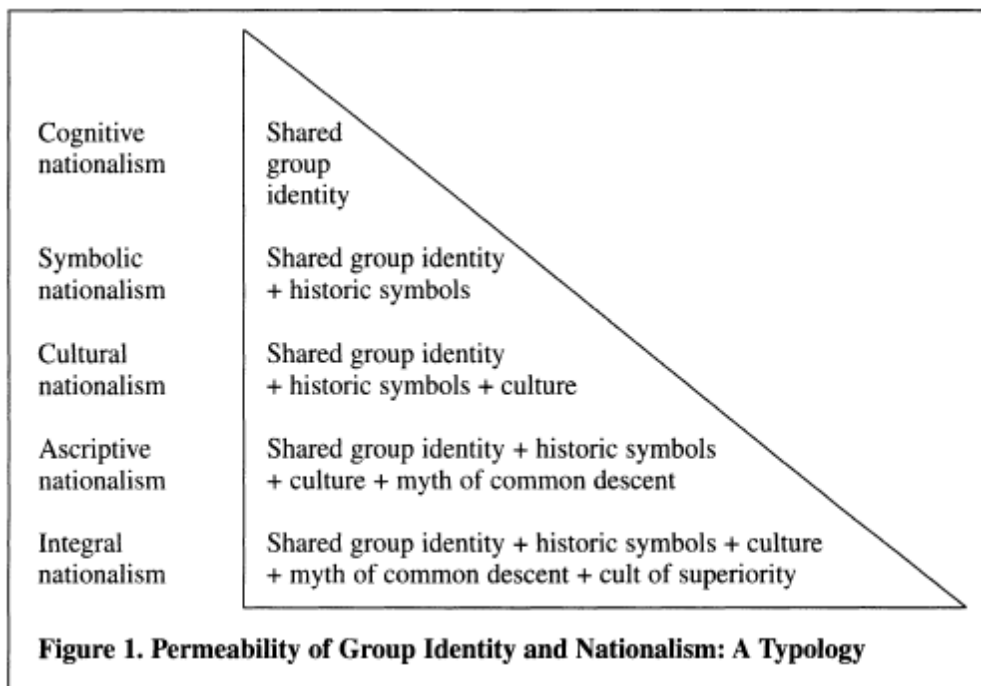 Cognitive
nationalism
Shared
group
identity
Symbolic
nationalism
Shared group identity
+ historic symbols
Cultural
nationalism
Shared group identity
+ historic symbols + culture
Ascriptive
nationalism
Shared group identity + historic symbols
+ culture + myth of common descent
Integral
nationalism
Shared group identity + historic symbols + culture
+ myth of common descent + cult of superiority
Figure 1. Permeability of Group Identity and Nationalism: A Typology